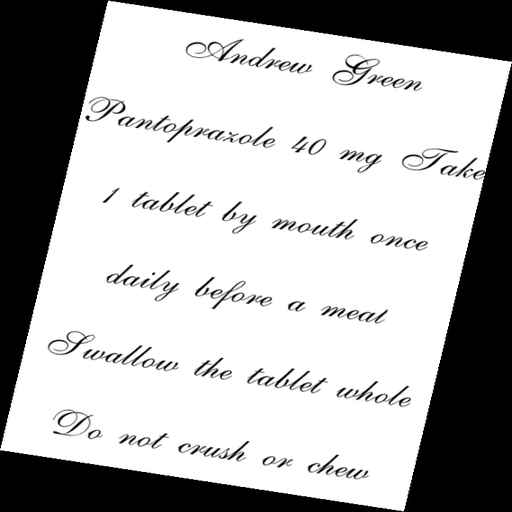 Andrew Green
Pantoprazole 40 mg Take
1 tablet by mouth once
daily before a meat
Swallow the tablet whole
Do not crush or chew